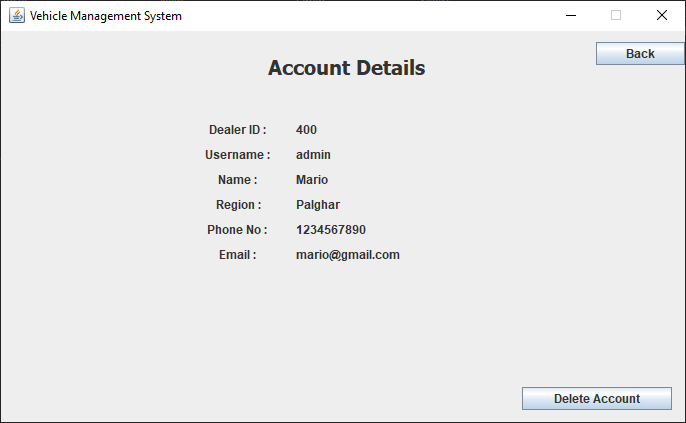 Vehicle Management System
Back
Account Details
Dealer ID : 400
Username : admin
Name : Mario
Region : Palghar
Phone No : 1234567890
Email : mario@gmail.com
Delete Account